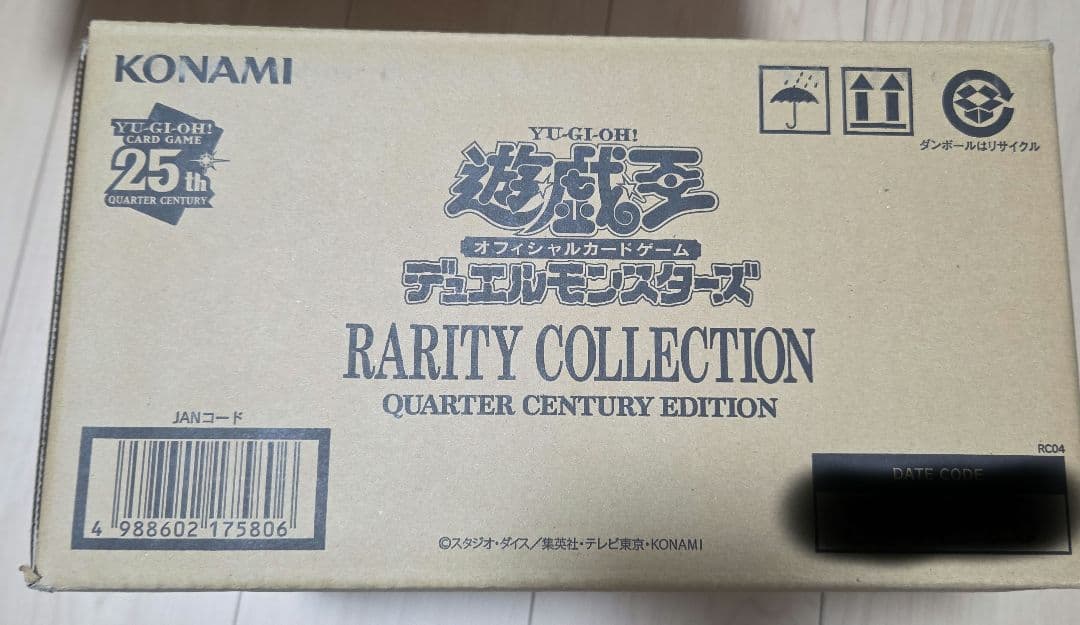 KONAMI
YU-GI-OH!
CARD GAME
25th
QUARTER CENTURY
ダンボールはリサイクル
YU-GI-OH!
遊戯王
オフィシャルカードゲーム
デュエルモンスターズ
RARITY COLLECTION
QUARTER CENTURY EDITION
JANコード
4 988602 175806
RC04
DATE CODE
©スタジオ・ダイス/集英社・テレビ東京・KONAMI